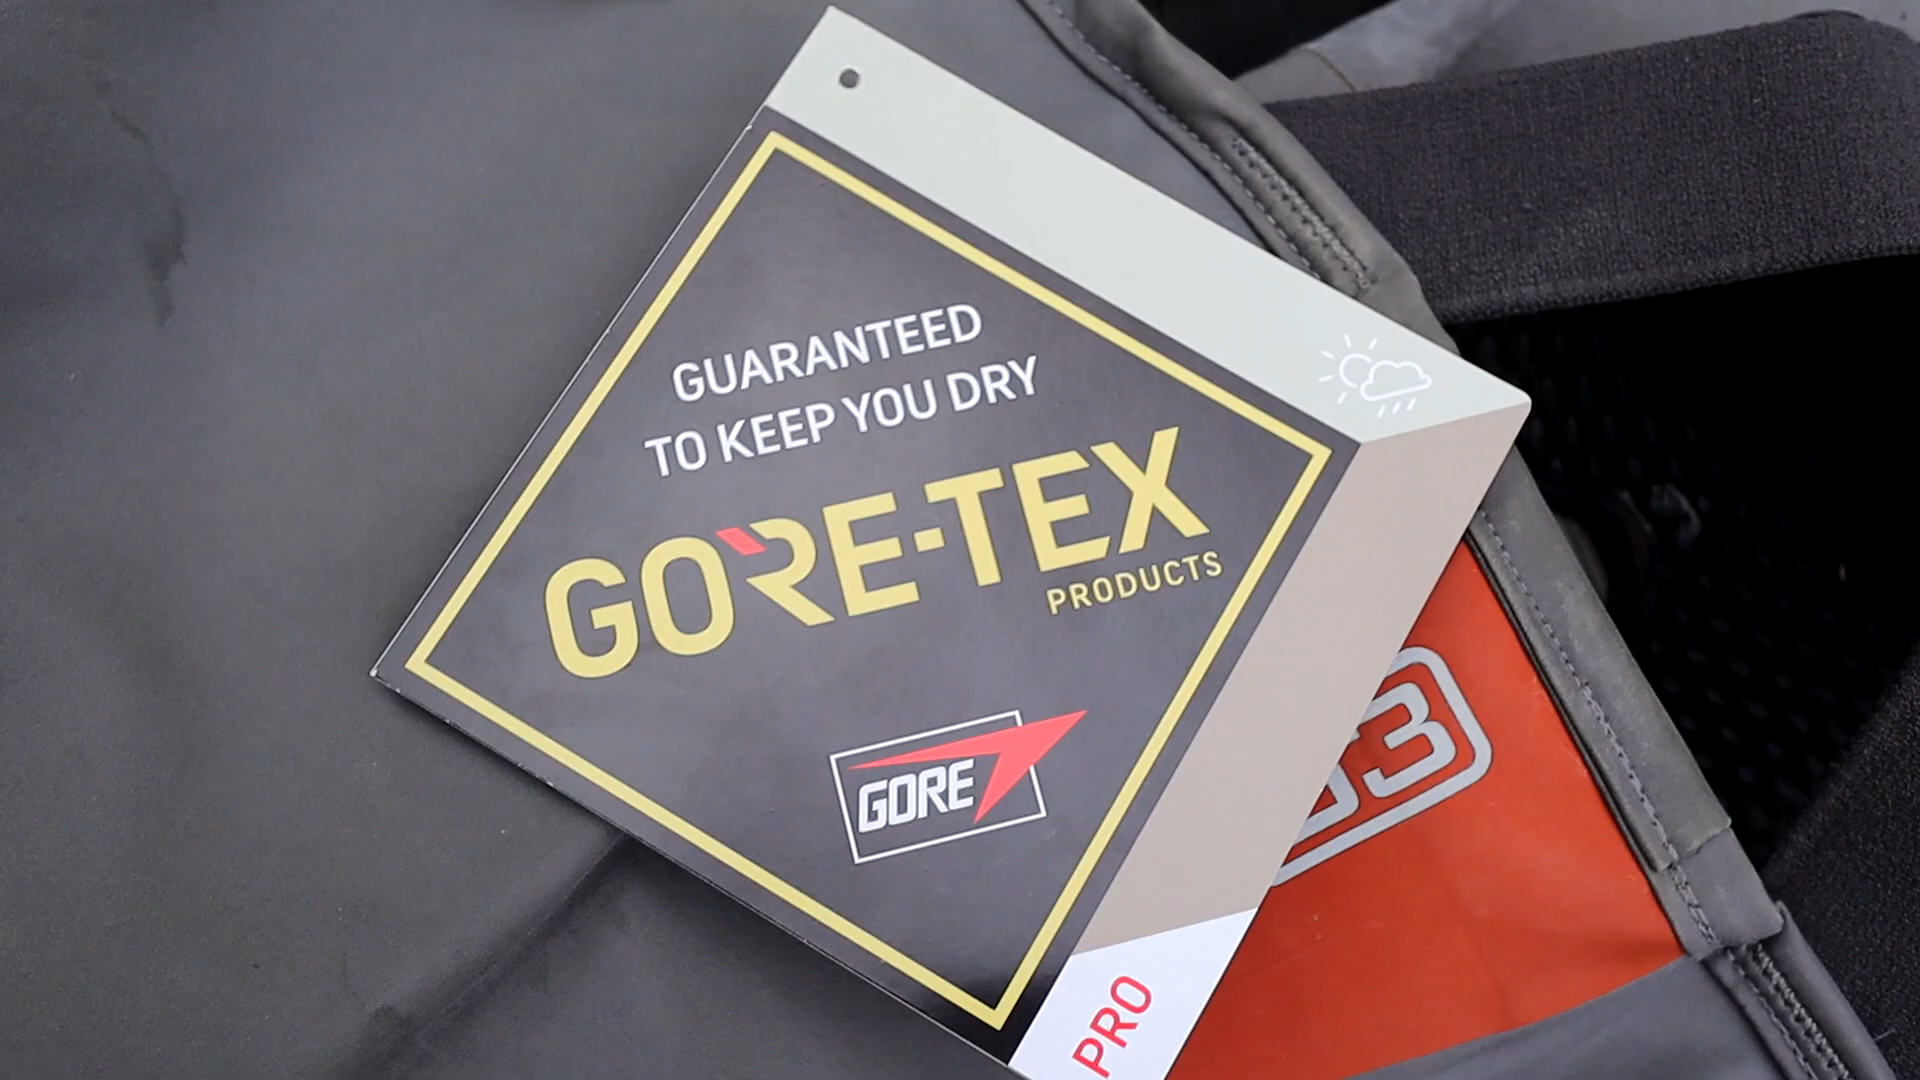 GUARANTEED
TO KEEP YOU DRY
GORE-TEX
PRODUCTS
GORE
PRO